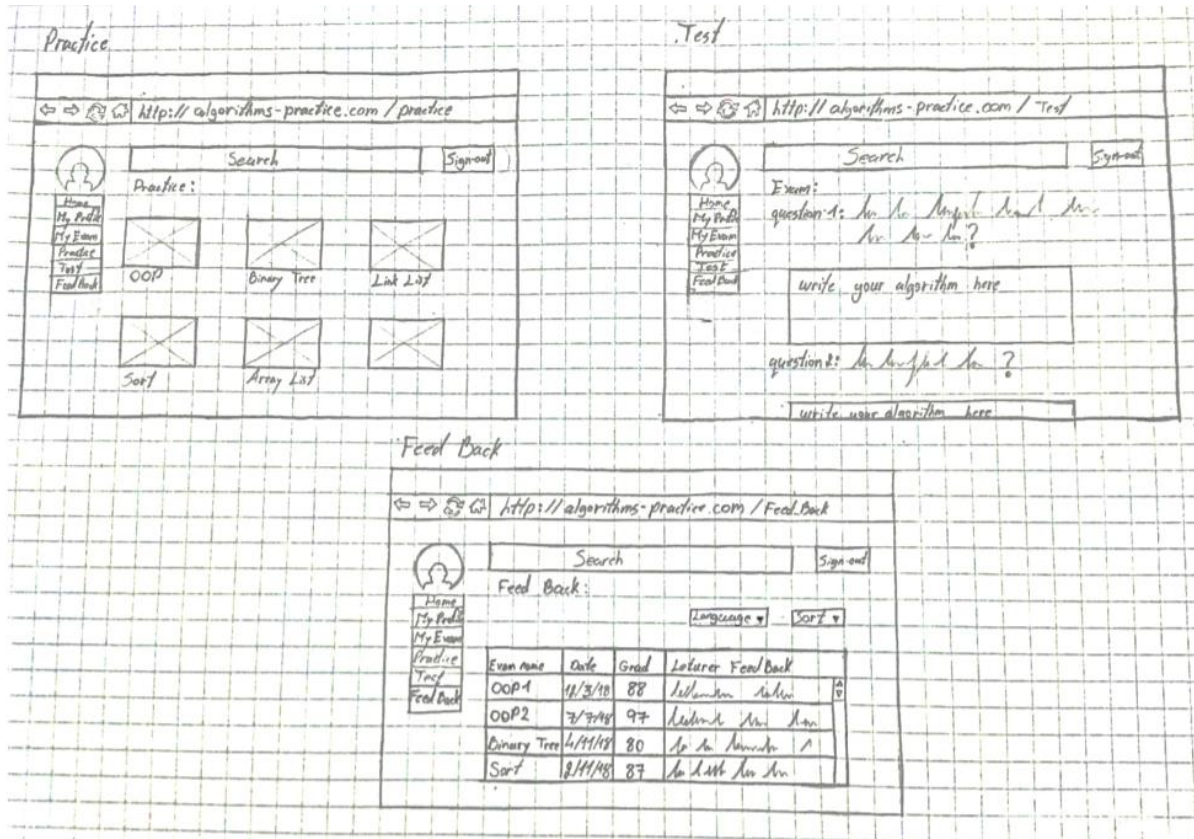 Practice
http://algorithms-practice.com/practice
Search
Sign-out
Practice:
Home
My Profile
My Exam
Practice
Test
Feed Back
OOP
Binary Tree
Link List
Sort
Array List
Test
http://algorithms-practice.com/Test
Search
Sign-out
Exam:
Home
My Profile
My Exam
Practice
Test
Feed Back
question 1:
?
write your algorithm here
question 2: ?
write your algorithm here
Feed Back
http://algorithms-practice.com/Feed_Back
Search
Sign-out
Feed Back:
Home
My Profile
My Exam
Practice
Test
Feed Back
Language Sort
Exam name Date Grad Loturer Feed Back
OOP1 18/3/18 88
OOP2 7/7/18 97
Binary Tree 4/11/18 80
Sort 2/11/18 87